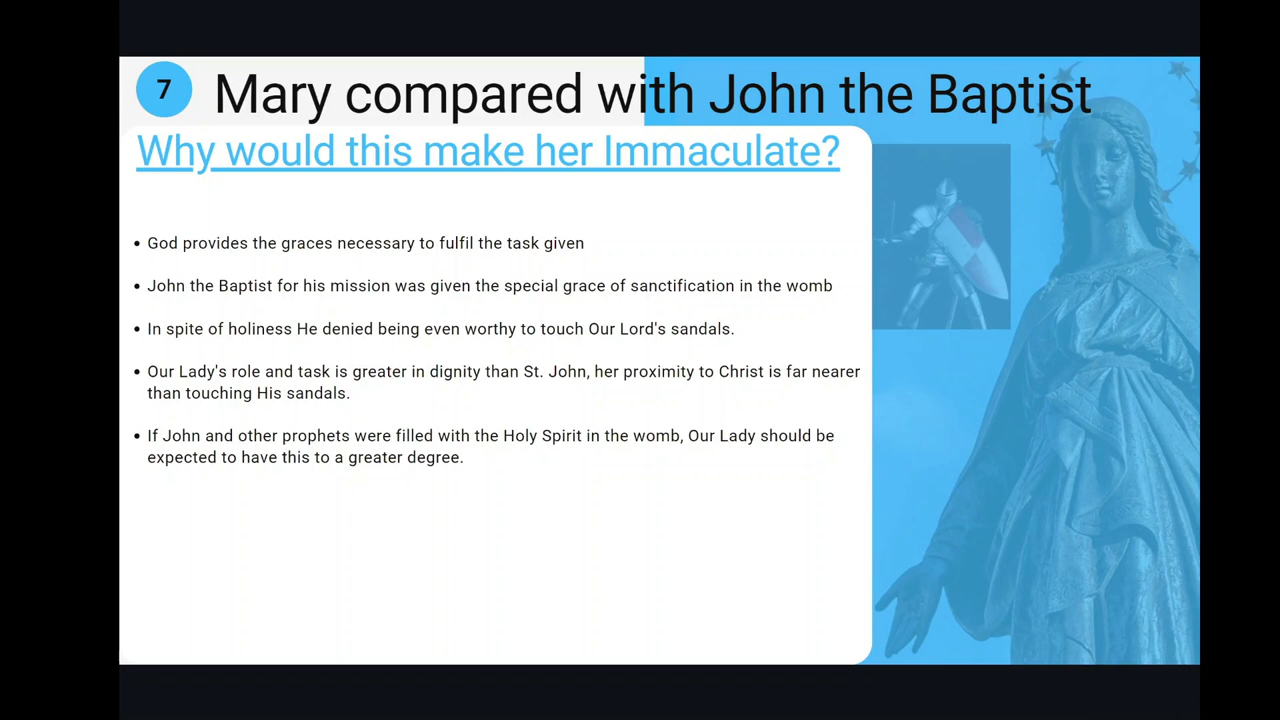 7
Mary compared with John the Baptist
Why would this make her Immaculate?
• God provides the graces necessary to fulfil the task given
• John the Baptist for his mission was given the special grace of sanctification in the womb
• In spite of holiness He denied being even worthy to touch Our Lord's sandals.
• Our Lady's role and task is greater in dignity than St. John, her proximity to Christ is far nearer
than touching His sandals.
• If John and other prophets were filled with the Holy Spirit in the womb, Our Lady should be
expected to have this to a greater degree.